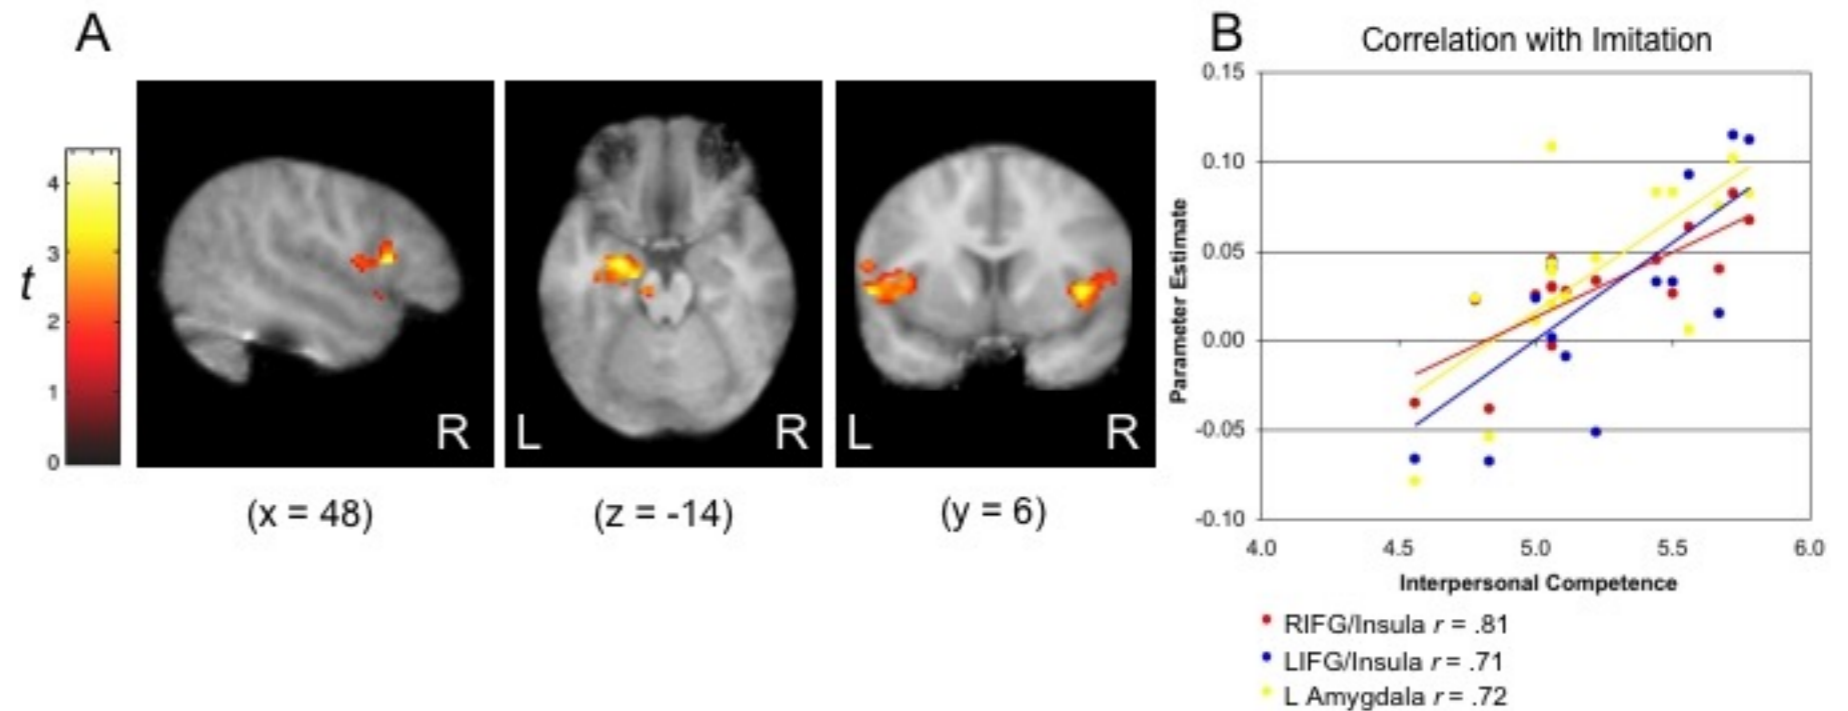 A
t
4
3
2
1
0
R
L R
L R
(x = 48)
(z = -14)
(y = 6)
B
Correlation with Imitation
Parameter Estimate
0.15
0.10
0.05
0.00
-0.05
-0.10
4.0 4.5 5.0 5.5 6.0
Interpersonal Competence
RIFG/Insula r = .81
LIFG/Insula r = .71
L Amygdala r = .72